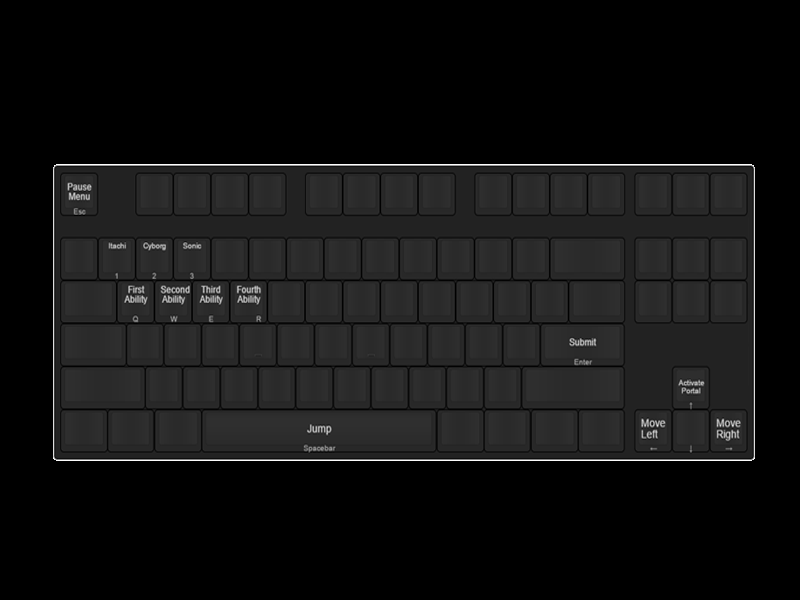 Pause
Menu
Esc
Itachi
1
Cyborg
2
Sonic
3
First
Ability
Q
Second
Ability
W
Third
Ability
E
Fourth
Ability
R
Submit
Enter
Activate
Portal
↑
Jump
Spacebar
Move
Left
←
↓
Move
Right
→